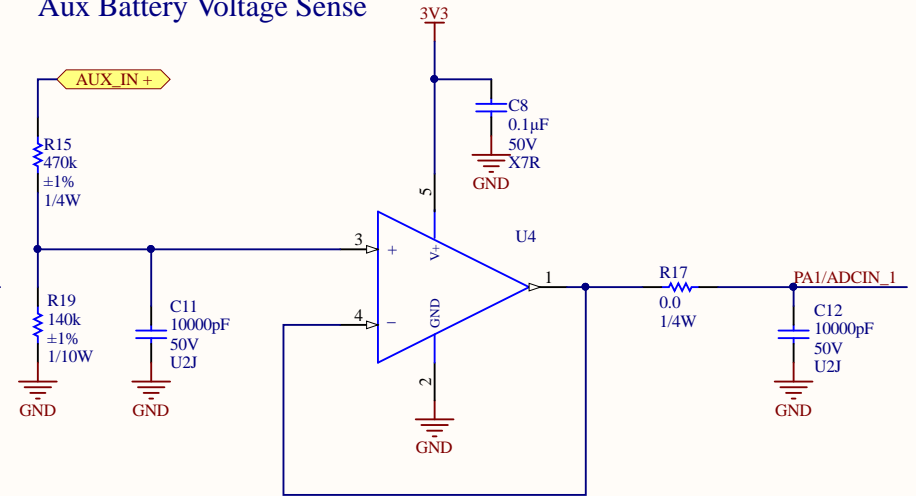 Aux Battery Voltage Sense
3V3
AUX_IN +
C8
0.1µF
50V
X7R
GND
R15
470k
±1%
1/4W
5
3
+
V+
U4
1
R17
0.0
1/4W
PA1/ADCIN_1
4
−
GND
2
GND
R19
140k
±1%
1/10W
GND
C11
10000pF
50V
U2J
GND
C12
10000pF
50V
U2J
GND